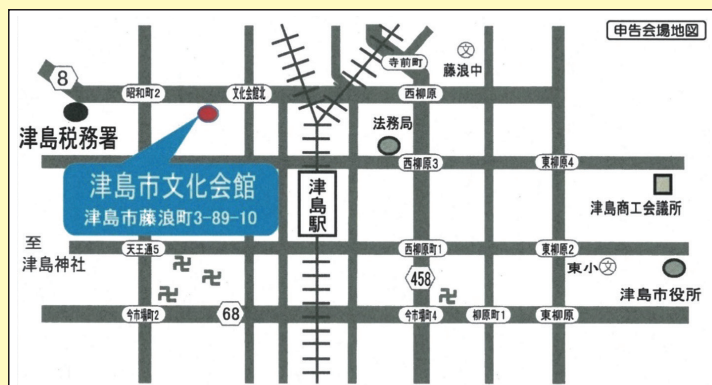 申告会場地図
寺前町
藤浪中
文
8
昭和町2
文化会館北
西柳原
津島税務署
法務局
西柳原3
東柳原4
津島市文化会館
津島市藤浪町3-89-10
津島駅
津島商工会議所
至
津島神社
天王通5
西柳原町1
東柳原2
東小文
458
津島市役所
今市場町2
68
今市場町4
柳原町1
東柳原